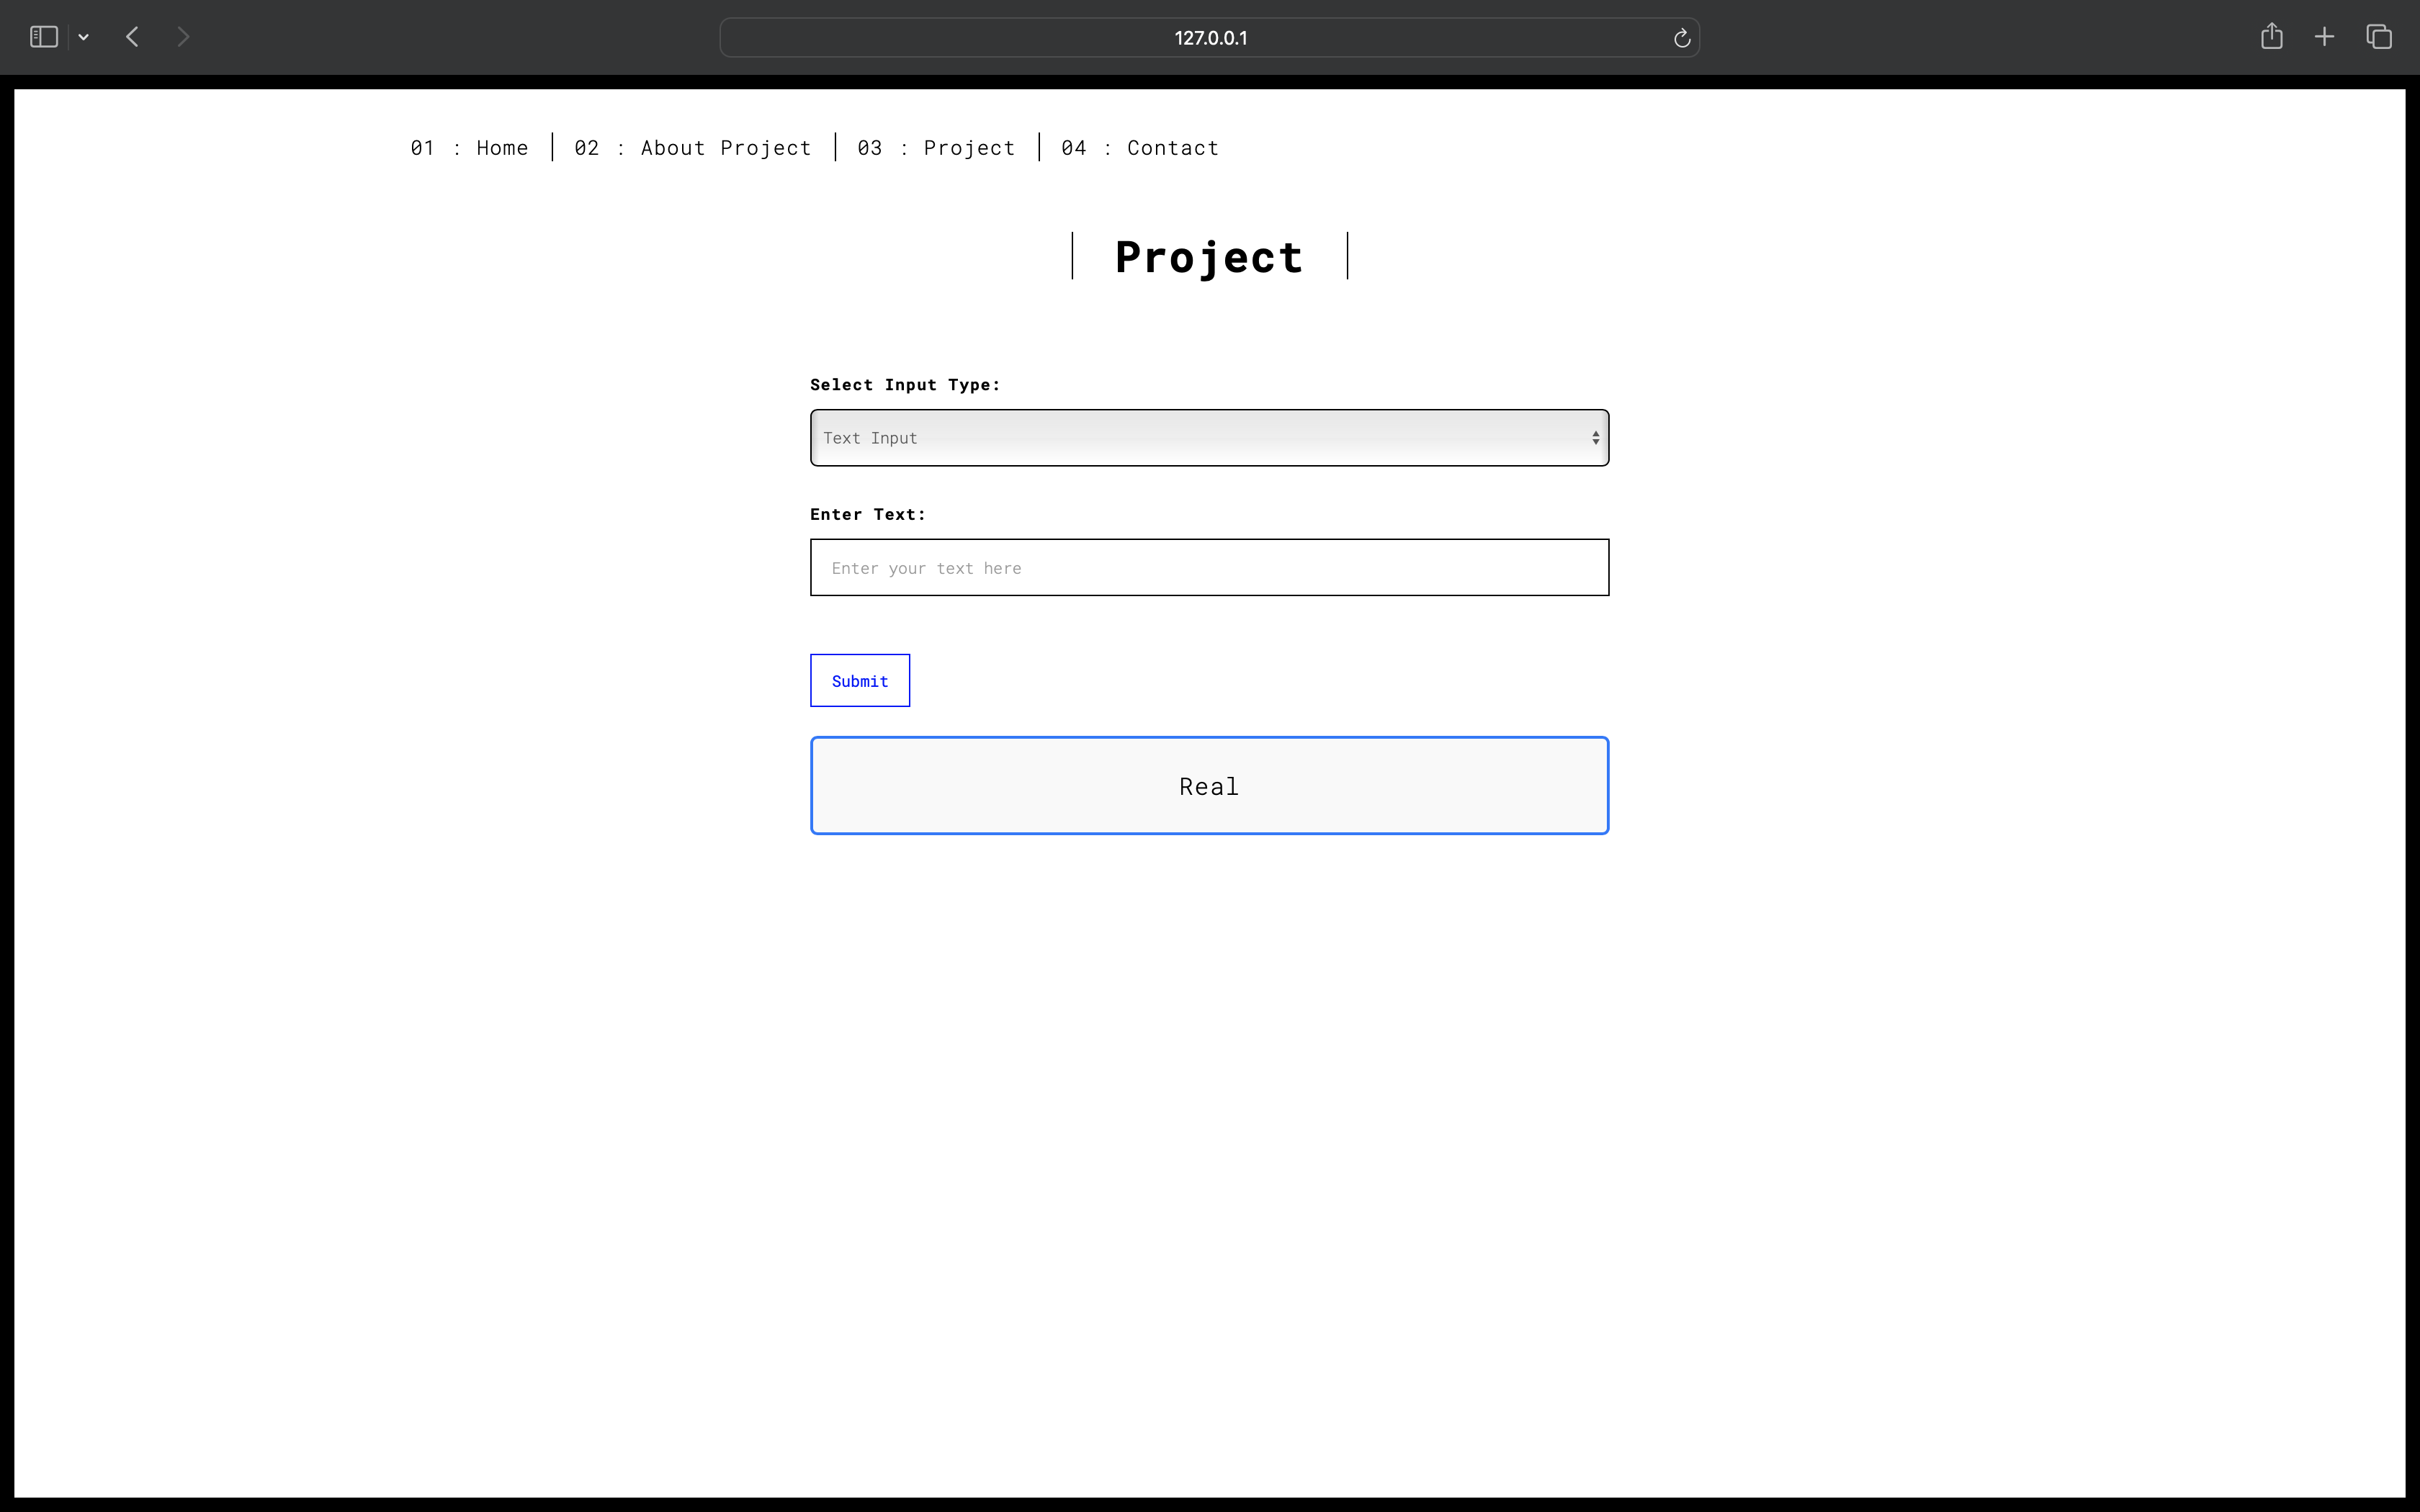 127.0.0.1
01 : Home 02 : About Project 03 : Project 04 : Contact
Project
Select Input Type:
Text Input
Enter Text:
Enter your text here
Submit
Real